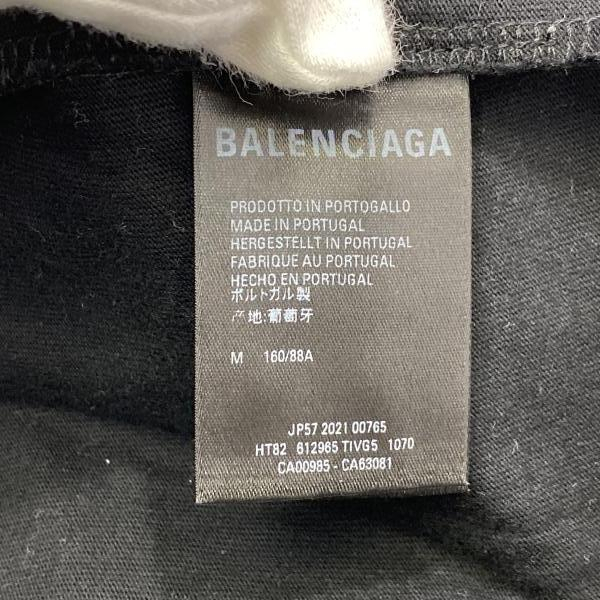 BALENCIAGA
PRODOTTO IN PORTOGALLO
MADE IN PORTUGAL
HERGESTELLT IN PORTUGAL
FABRIQUE AU PORTUGAL
HECHO EN PORTUGAL
ポルトガル製
产地:葡萄牙
M 160/88A
JP57 2021 00765
HT82 612965 TIVG5 1070
CA00985 - CA63081